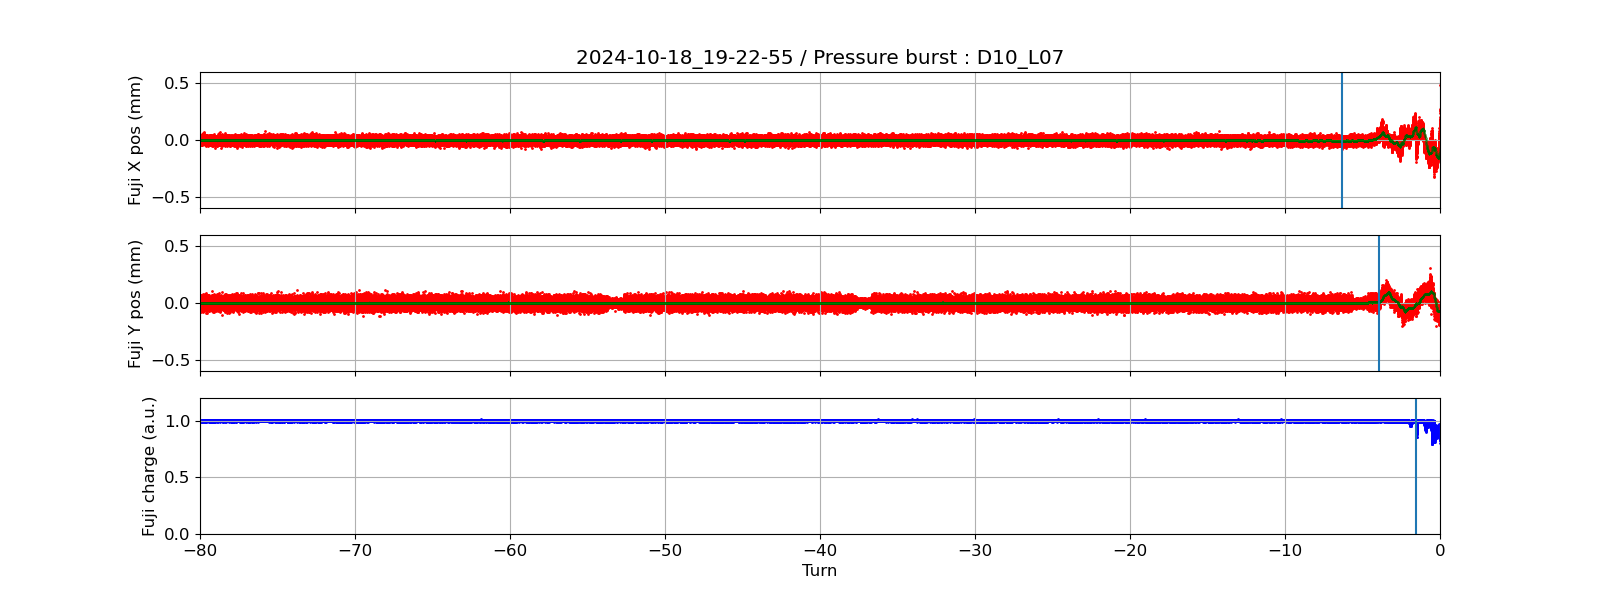 2024-10-18_19-22-55 / Pressure burst : D10_L07
Fuji X pos (mm)
0.5
0.0
−0.5
Fuji Y pos (mm)
0.5
0.0
−0.5
Fuji charge (a.u.)
1.0
0.5
0.0
−80 −70 −60 −50 −40 −30 −20 −10 0
Turn